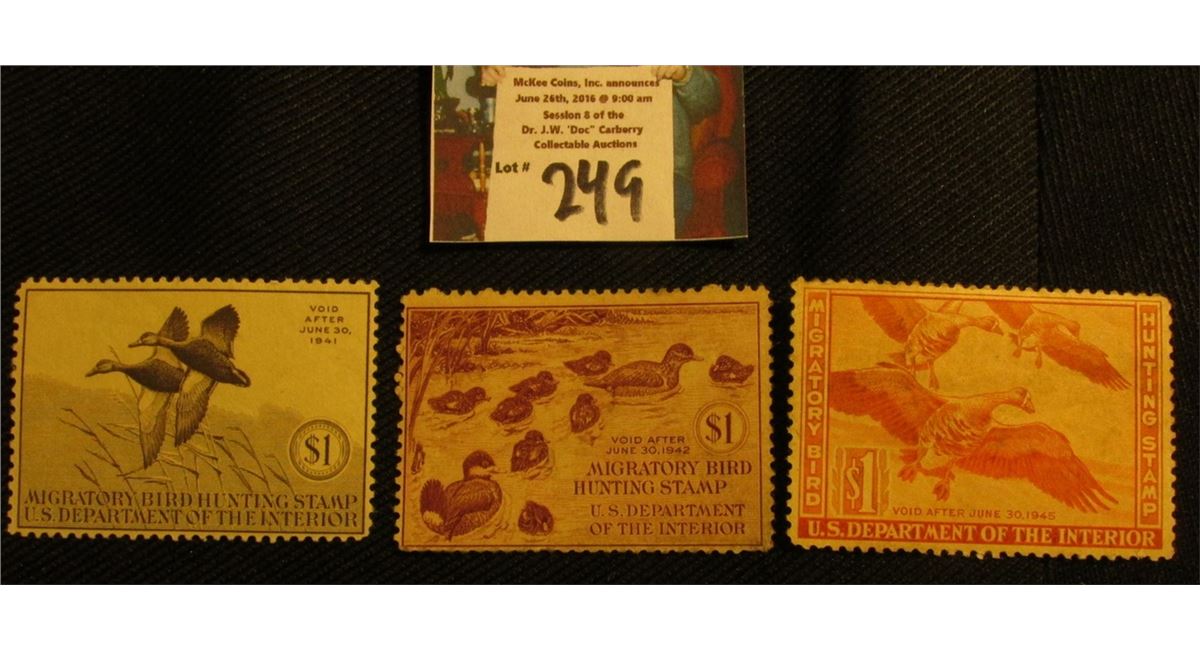 McKee Coins, Inc. announces
June 26th, 2016 @ 9:00 am
Session 8 of the
Dr. J.W. 'Doc" Carberry
Collectable Auctions
Lot # 249
VOID
AFTER
JUNE 30,
1941
$1
MIGRATORY BIRD HUNTING STAMP
U.S. DEPARTMENT OF THE INTERIOR
$1
VOID AFTER
JUNE 30, 1942
MIGRATORY BIRD
HUNTING STAMP
U.S. DEPARTMENT
OF THE INTERIOR
MIGRATORY BIRD
HUNTING STAMP
$1
VOID AFTER JUNE 30, 1945
U.S. DEPARTMENT OF THE INTERIOR